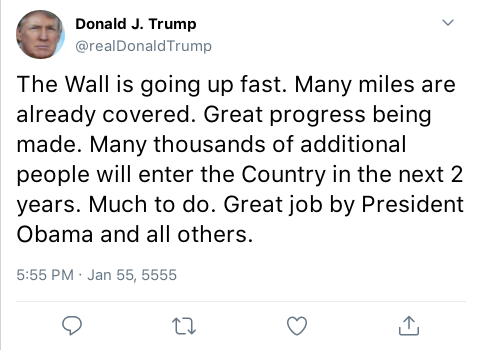 Donald J. Trump
@realDonaldTrump
The Wall is going up fast. Many miles are
already covered. Great progress being
made. Many thousands of additional
people will enter the Country in the next 2
years. Much to do. Great job by President
Obama and all others.
5:55 PM · Jan 55, 5555